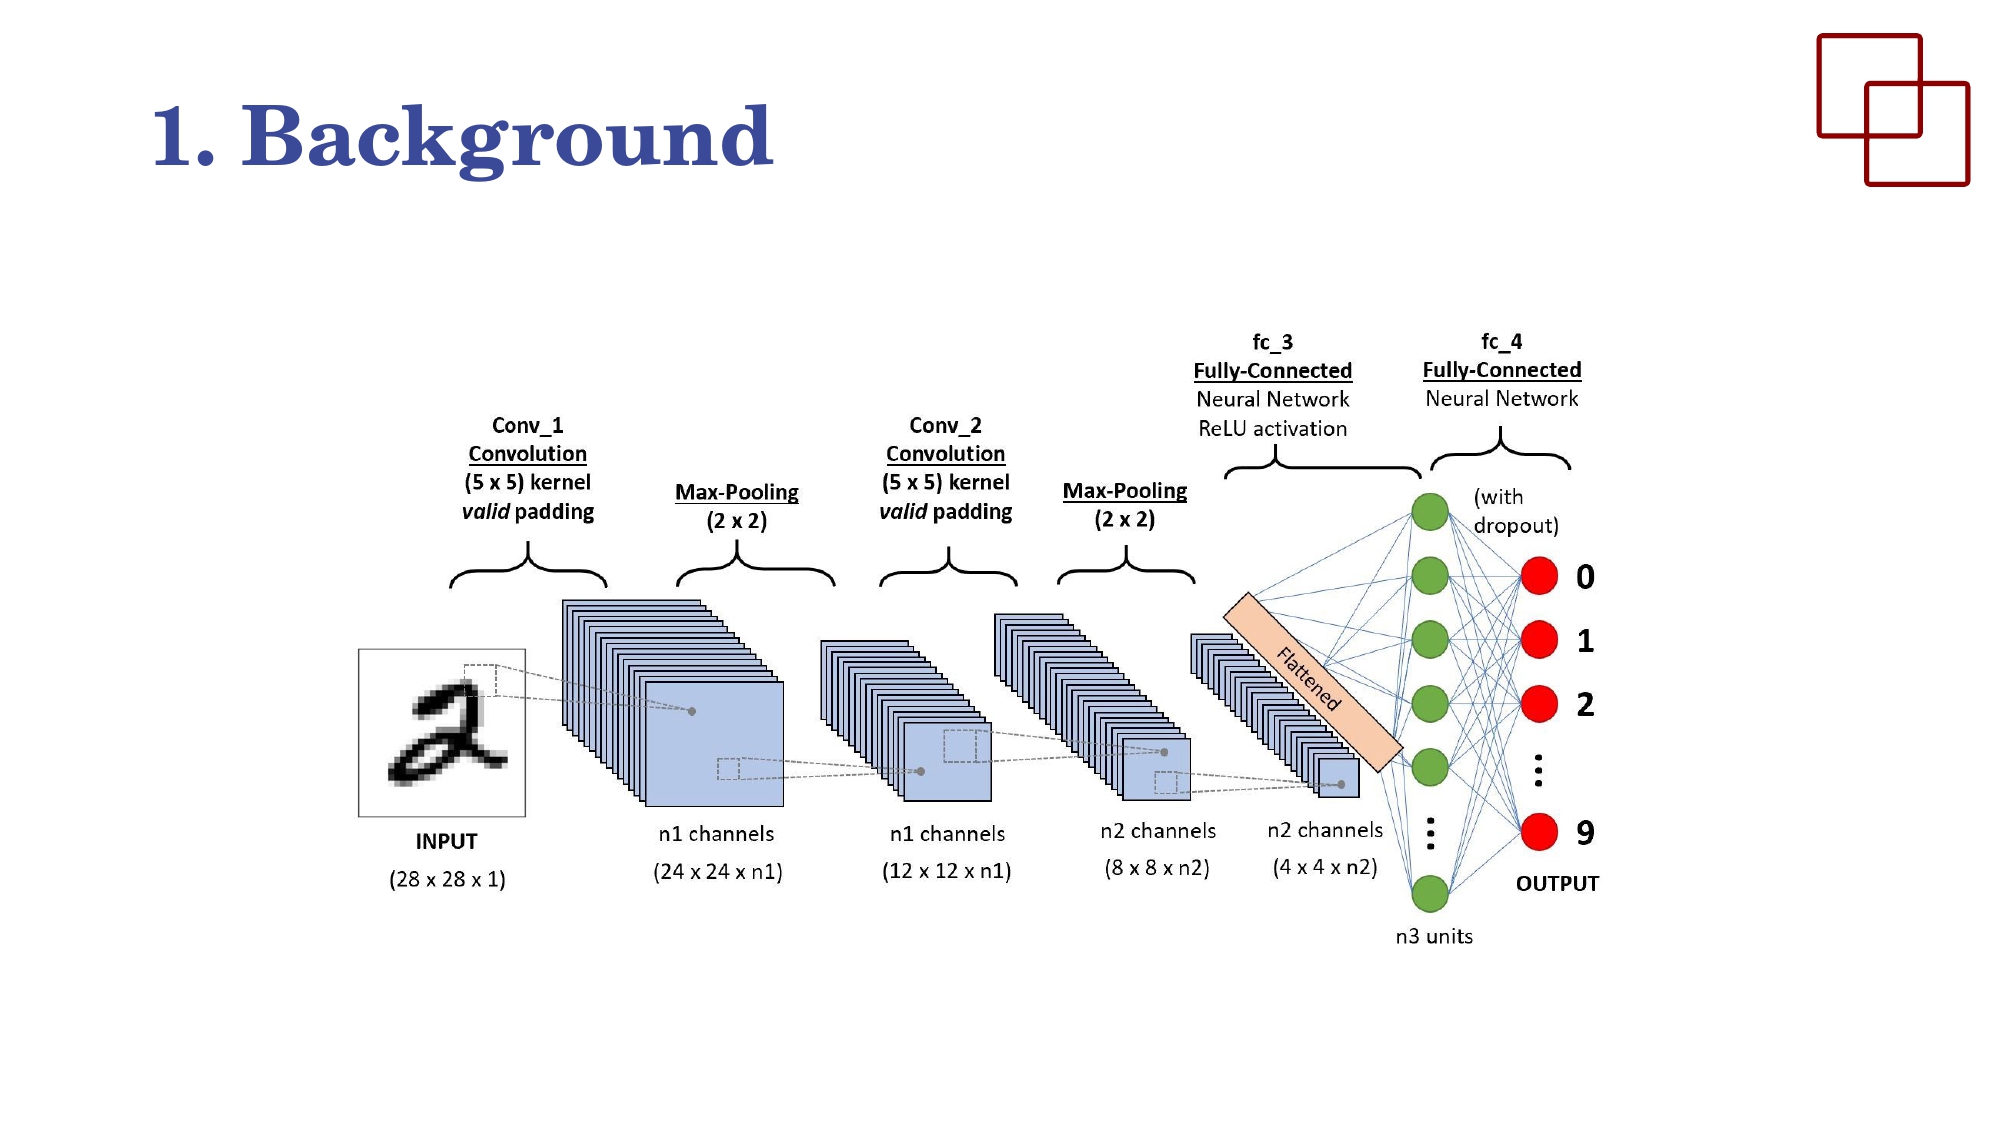 1. Background
Conv_1
Convolution
(5 x 5) kernel
valid padding
Max-Pooling
(2 x 2)
Conv_2
Convolution
(5 x 5) kernel
valid padding
Max-Pooling
(2 x 2)
fc_3
Fully-Connected
Neural Network
ReLU activation
fc_4
Fully-Connected
Neural Network
(with
dropout)
Flattened
0
1
2
9
INPUT
(28 x 28 x 1)
n1 channels
(24 x 24 x n1)
n1 channels
(12 x 12 x n1)
n2 channels
(8 x 8 x n2)
n2 channels
(4 x 4 x n2)
OUTPUT
n3 units